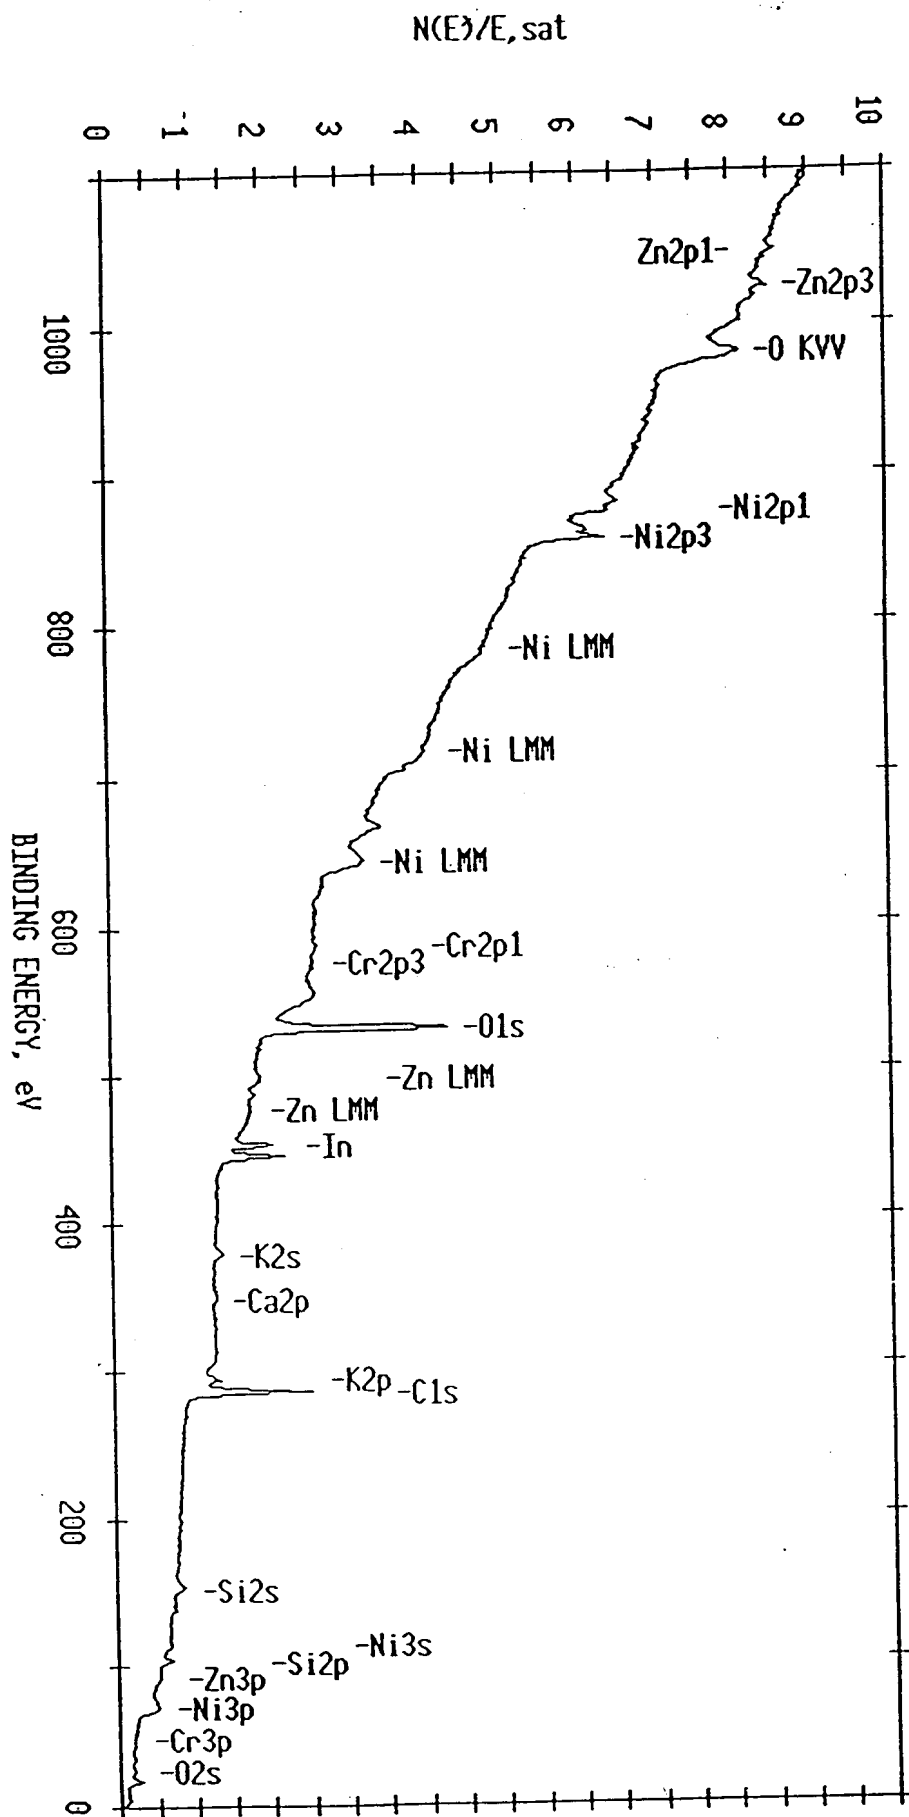 N(E)/E, sat
0 1 2 3 4 5 6 7 8 9 10
Zn2p1-
-Zn2p3
1000
-O KVV
-Ni2p1
-Ni2p3
800
-Ni LMM
-Ni LMM
-Ni LMM
600
-Cr2p1
-Cr2p3
-O1s
-Zn LMM
-Zn LMM
-In
400
-K2s
-Ca2p
-K2p
-C1s
200
-Si2s
-Ni3s
-Si2p
-Zn3p
-Ni3p
-Cr3p
-O2s
0
BINDING ENERGY, eV